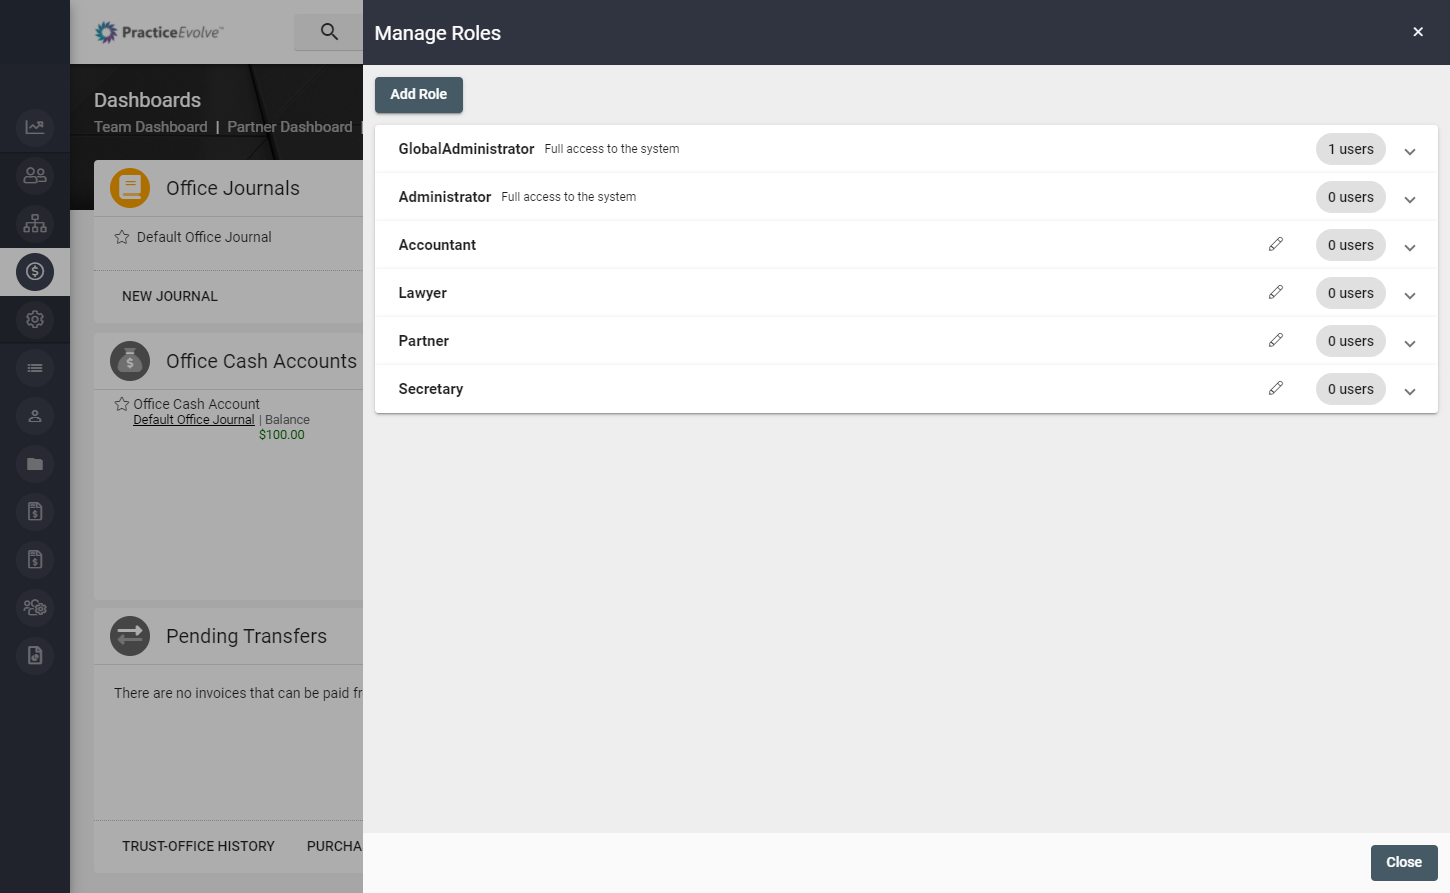 PracticeEvolve™
Manage Roles
Dashboards
Team Dashboard | Partner Dashboard |
Add Role
GlobalAdministrator Full access to the system 1 users
Administrator Full access to the system 0 users
Accountant 0 users
Lawyer 0 users
Partner 0 users
Secretary 0 users
Office Journals
Default Office Journal
NEW JOURNAL
Office Cash Accounts
Office Cash Account
Default Office Journal | Balance
$100.00
Pending Transfers
There are no invoices that can be paid fr
TRUST-OFFICE HISTORY PURCHA
Close